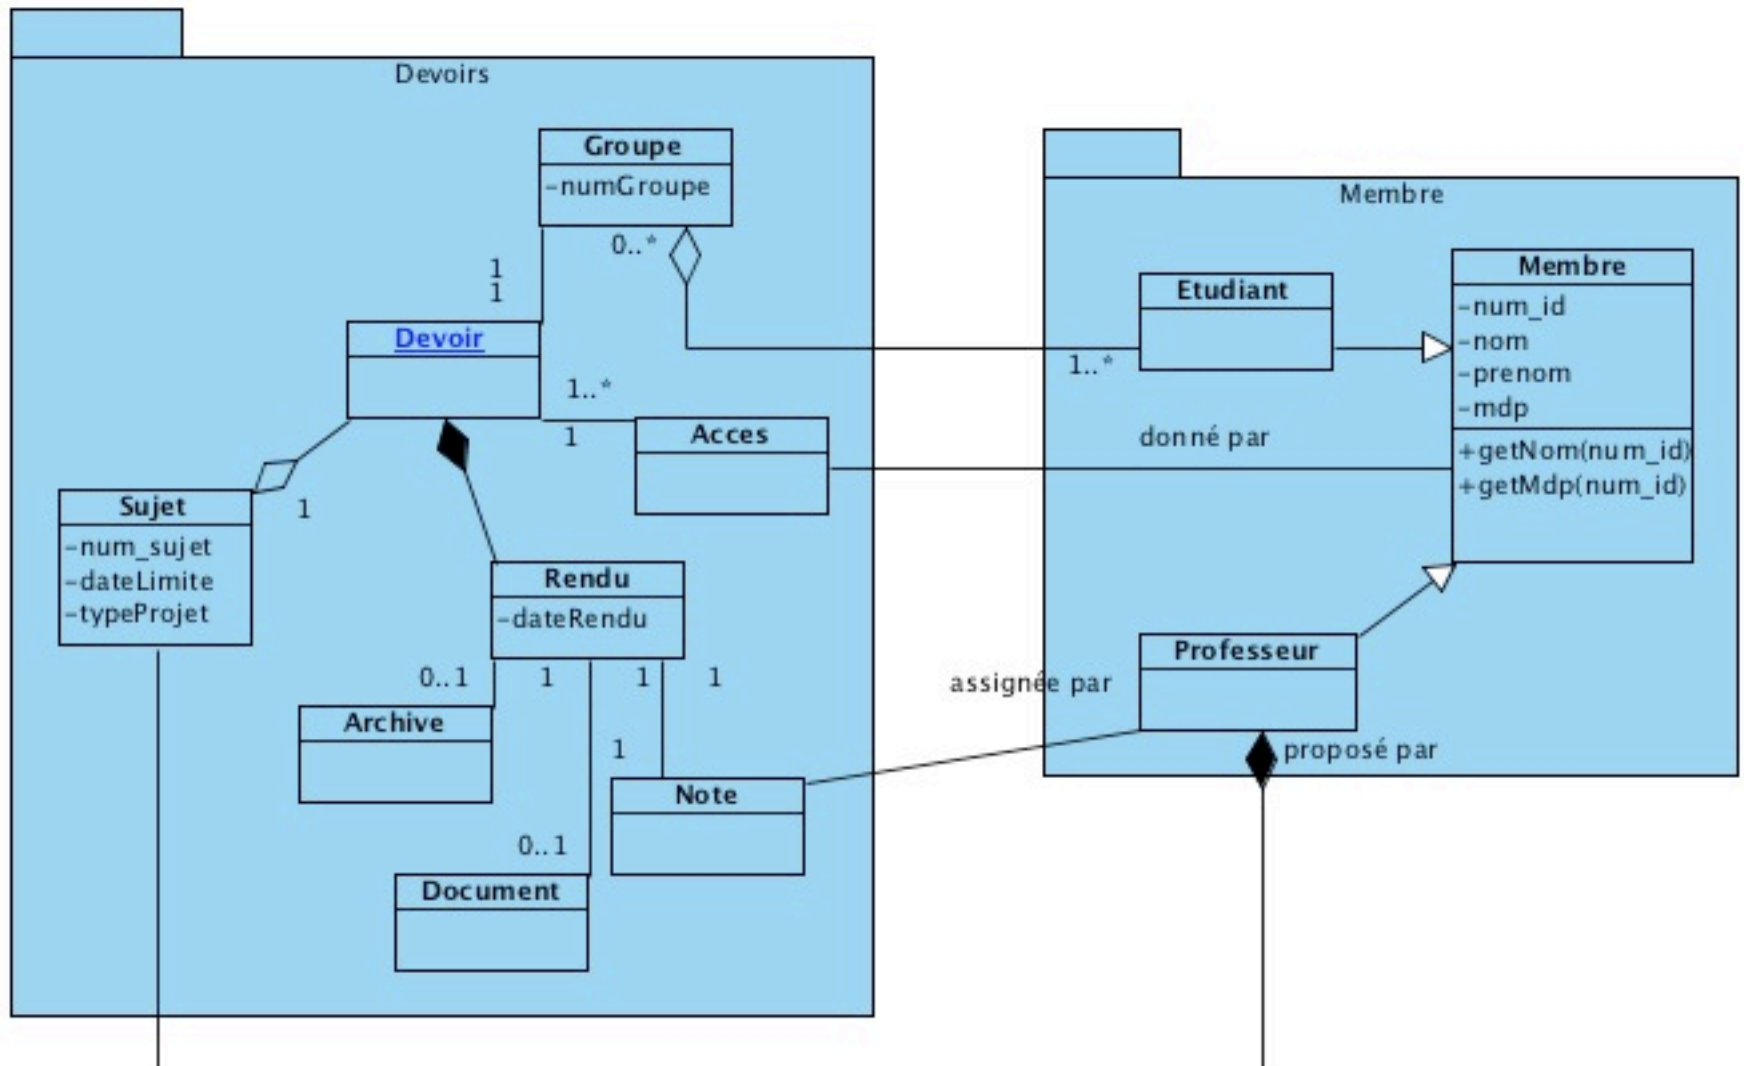 Devoirs
Groupe
-numGroupe
0..*
1
1
Devoir
1..*
1
Acces
1
Sujet
-num_sujet
-dateLimite
-typeProjet
Rendu
-dateRendu
0..1
1
1
1
Archive
1
Note
0..1
Document
Membre
Etudiant
1..*
Membre
-num_id
-nom
-prenom
-mdp
+getNom(num_id)
+getMdp(num_id)
donné par
Professeur
assignée par
proposé par